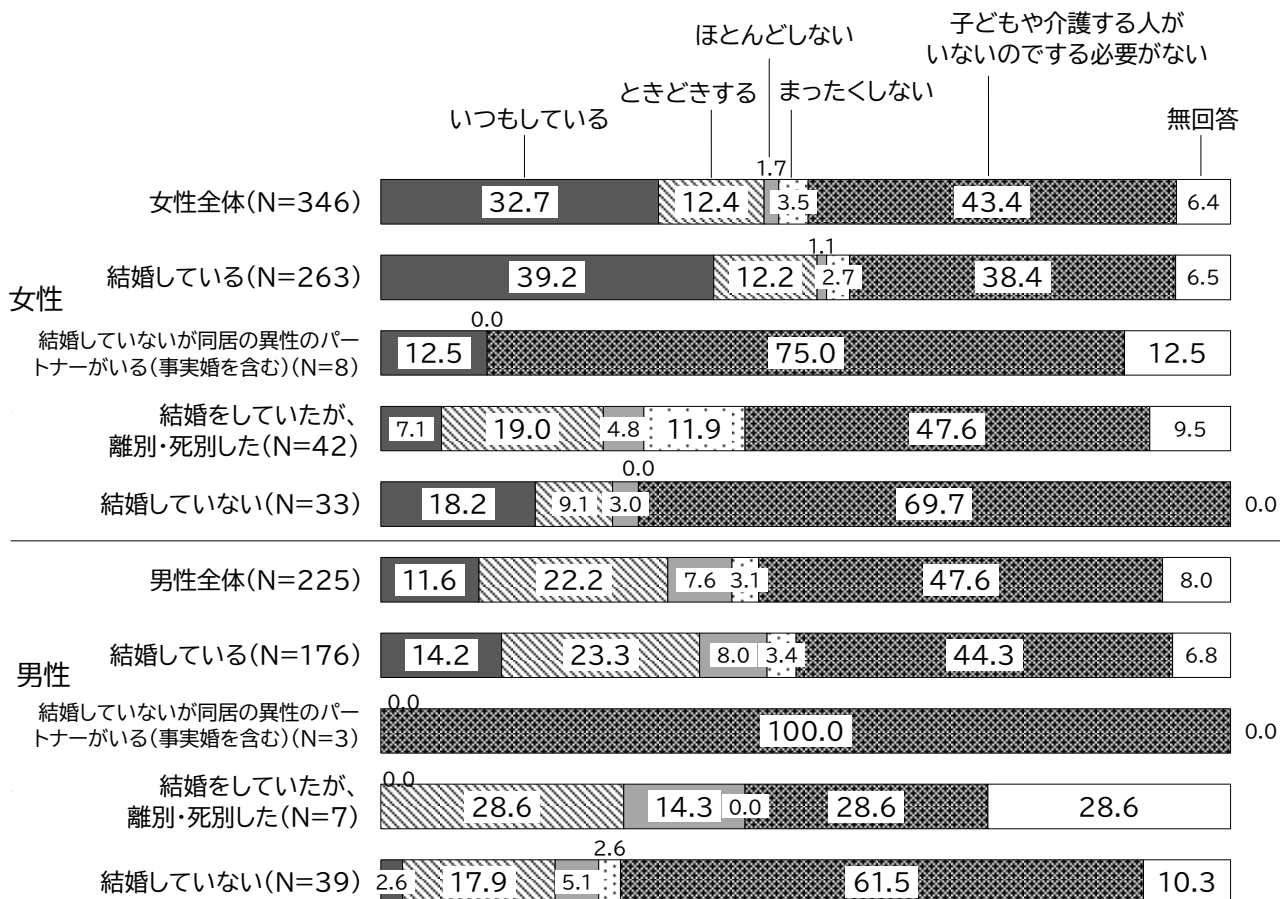 子どもや介護する人が
いないのでする必要がない
ほとんどしない
ときどきする
まったくしない
いつもしている
無回答
女性
女性全体(N=346)
32.7
12.4
1.7
3.5
43.4
6.4
結婚している(N=263)
39.2
12.2
1.1
2.7
38.4
6.5
結婚していないが同居の異性のパー
トナーがいる(事実婚を含む)(N=8)
12.5
0.0
75.0
12.5
結婚をしていたが、
離別・死別した(N=42)
7.1
19.0
4.8
11.9
47.6
9.5
結婚していない(N=33)
18.2
9.1
3.0
0.0
69.7
0.0
男性
男性全体(N=225)
11.6
22.2
7.6
3.1
47.6
8.0
結婚している(N=176)
14.2
23.3
8.0
3.4
44.3
6.8
結婚していないが同居の異性のパー
トナーがいる(事実婚を含む)(N=3)
0.0
100.0
0.0
結婚をしていたが、
離別・死別した(N=7)
0.0
28.6
14.3
0.0
28.6
28.6
結婚していない(N=39)
2.6
17.9
5.1
2.6
61.5
10.3